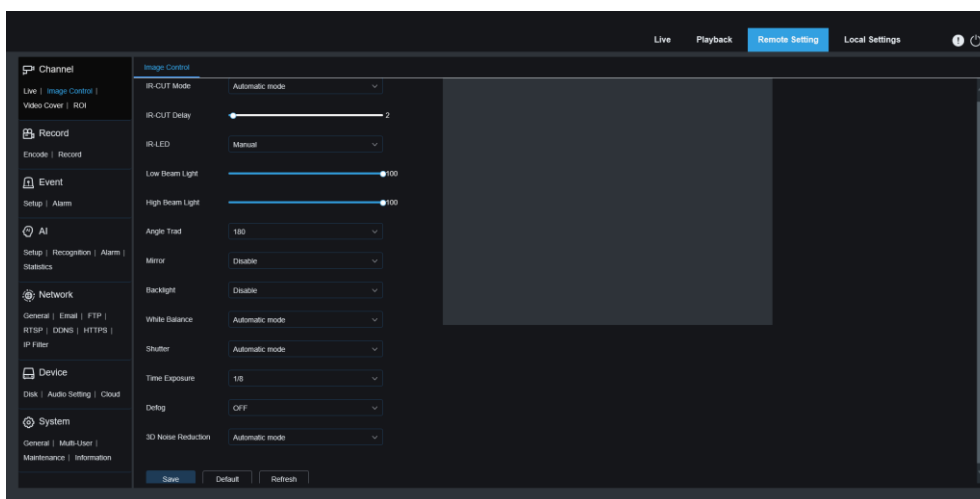 Live Playback Remote Setting Local Settings
Channel
Live | Image Control |
Video Cover | ROI
Record
Encode | Record
Event
Setup | Alarm
AI
Setup | Recognition | Alarm |
Statistics
Network
General | Email | FTP |
RTSP | DDNS | HTTPS |
IP Filter
Device
Disk | Audio Setting | Cloud
System
General | Multi-User |
Maintenance | Information
Image Control
IR-CUT Mode Automatic mode
IR-CUT Delay 2
IR-LED Manual
Low Beam Light 100
High Beam Light 100
Angle Trad 180
Mirror Disable
Backlight Disable
White Balance Automatic mode
Shutter Automatic mode
Time Exposure 1/8
Defog OFF
3D Noise Reduction Automatic mode
Save Default Refresh